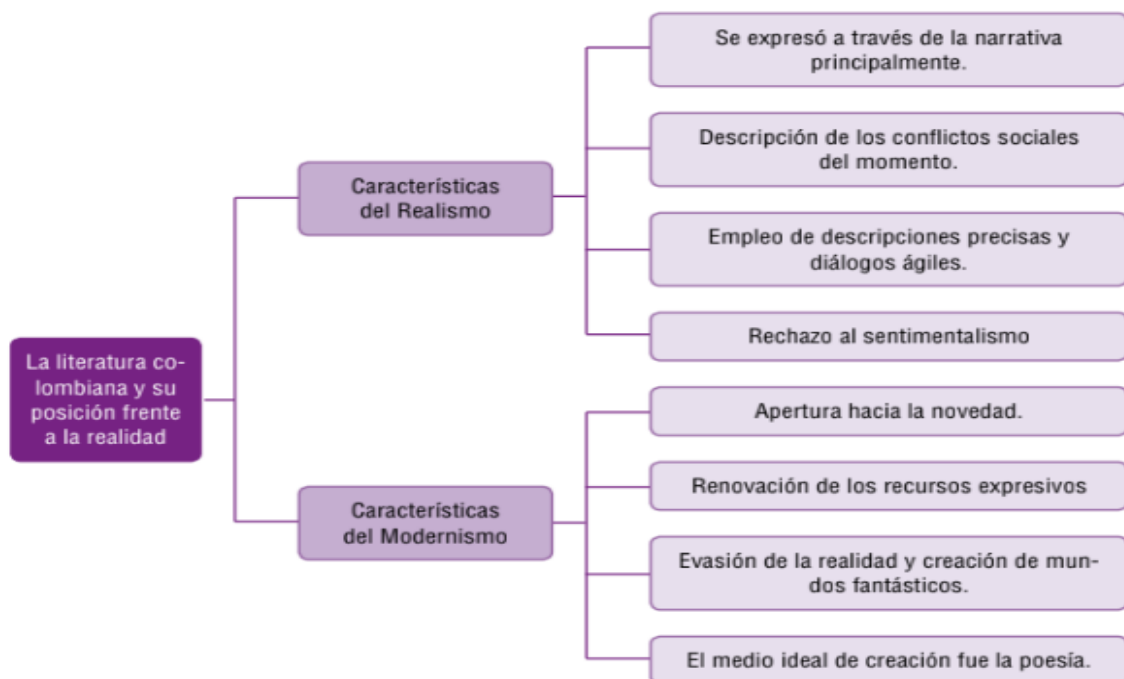 La literatura co-
lombiana y su
posición frente
a la realidad
Características
del Realismo
Se expresó a través de la narrativa
principalmente.
Descripción de los conflictos sociales
del momento.
Empleo de descripciones precisas y
diálogos ágiles.
Rechazo al sentimentalismo
Características
del Modernismo
Apertura hacia la novedad.
Renovación de los recursos expresivos
Evasión de la realidad y creación de mun-
dos fantásticos.
El medio ideal de creación fue la poesía.